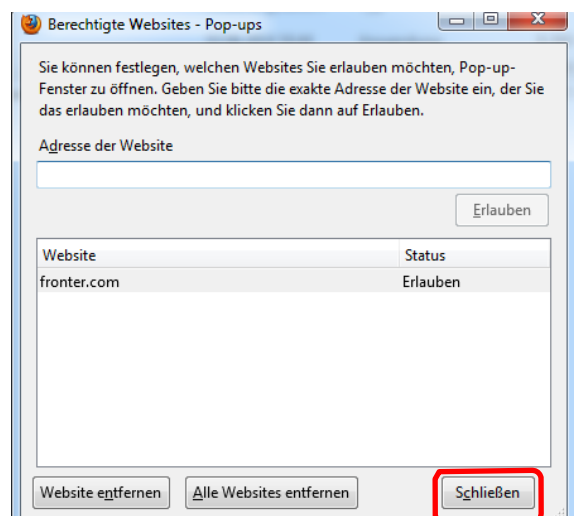 Berechtigte Websites - Pop-ups
Sie können festlegen, welchen Websites Sie erlauben möchten, Pop-up-
Fenster zu öffnen. Geben Sie bitte die exakte Adresse der Website ein, der Sie
das erlauben möchten, und klicken Sie dann auf Erlauben.
Adresse der Website
Erlauben
Website Status
fronter.com Erlauben
Website entfernen Alle Websites entfernen Schließen